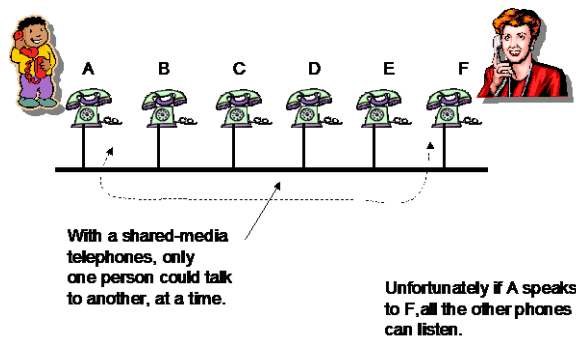 A B C D E F
With a shared-media
telephones, only
one person could talk
to another, at a time.
Unfortunately if A speaks
to F,all the other phones
can listen.